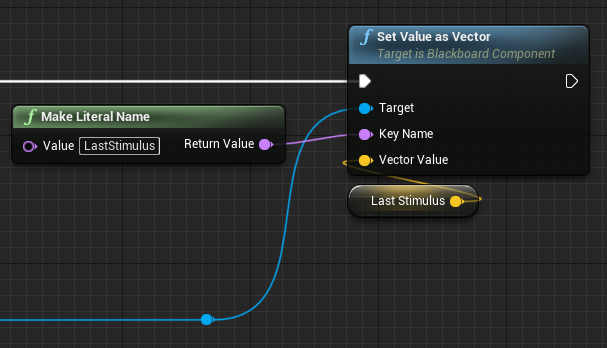 Set Value as Vector
Target is Blackboard Component
Make Literal Name
Value LastStimulus Return Value
Target
Key Name
Vector Value
Last Stimulus